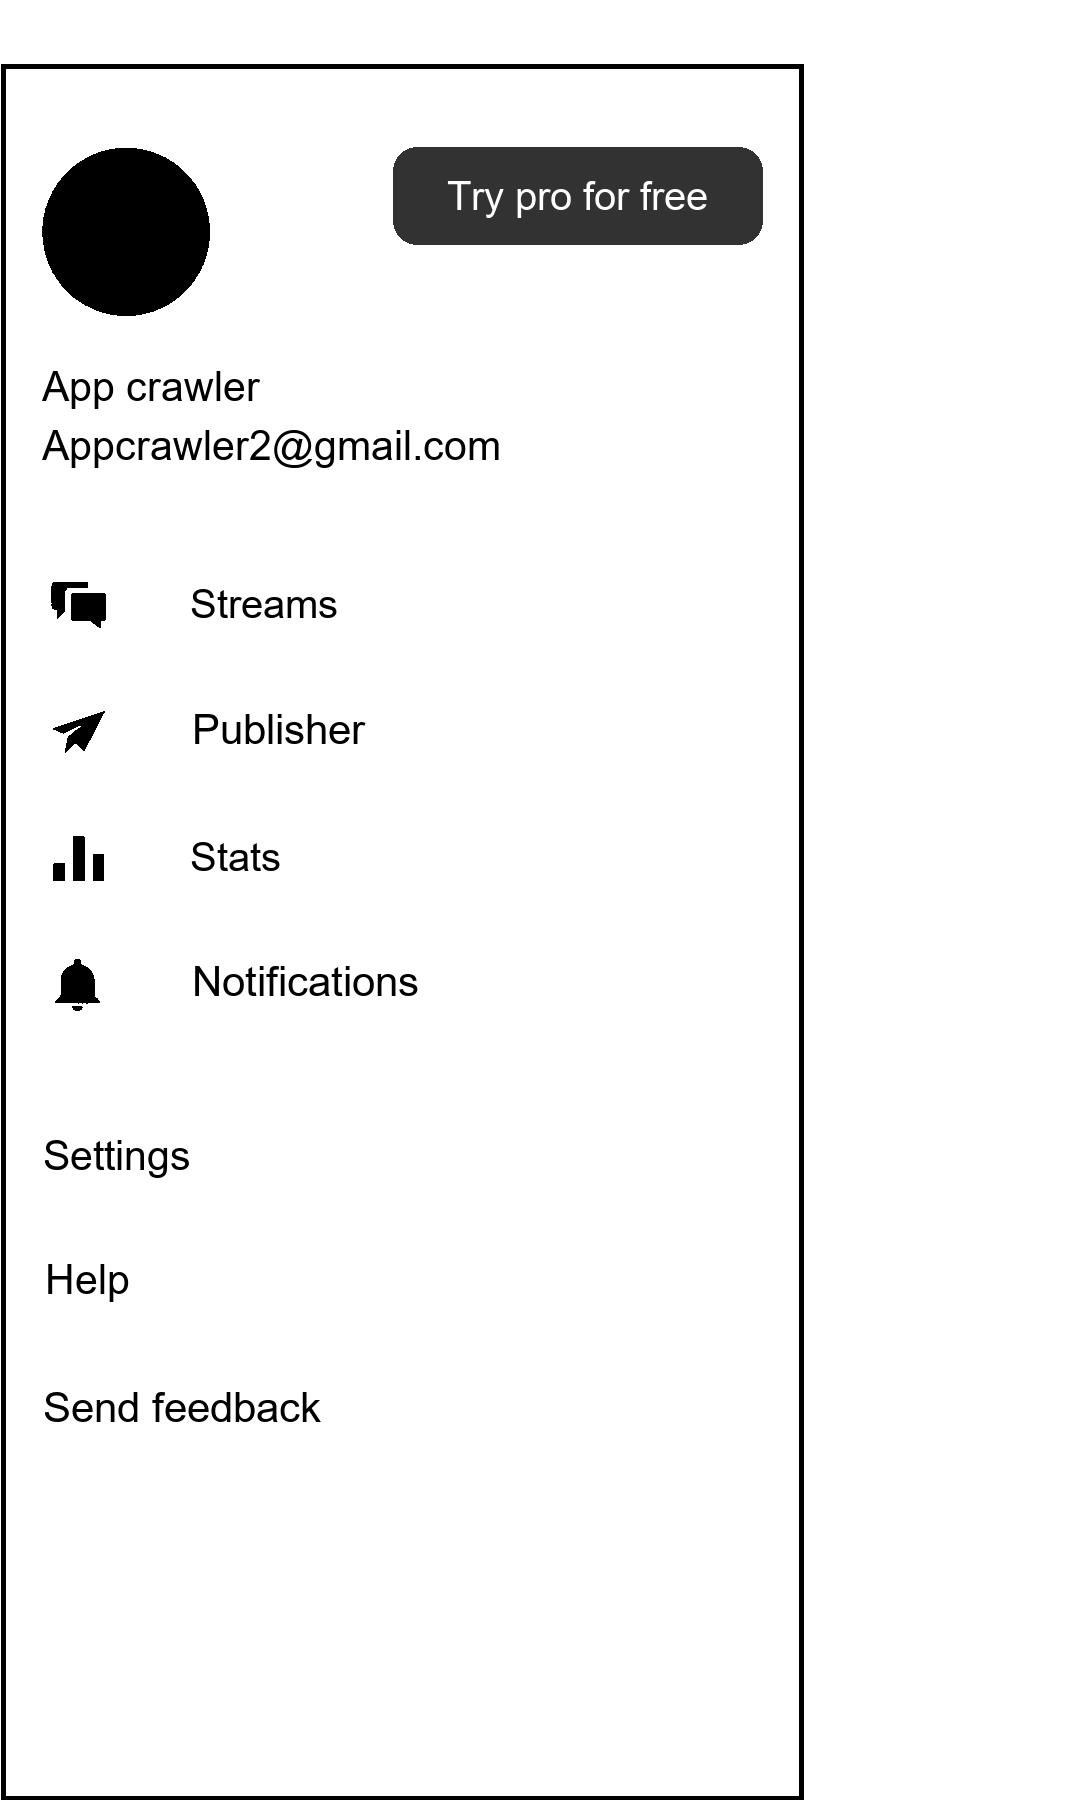 Try pro for free
App crawler
Appcrawler2@gmail.com
Streams
Publisher
Stats
Notifications
Settings
Help
Send feedback